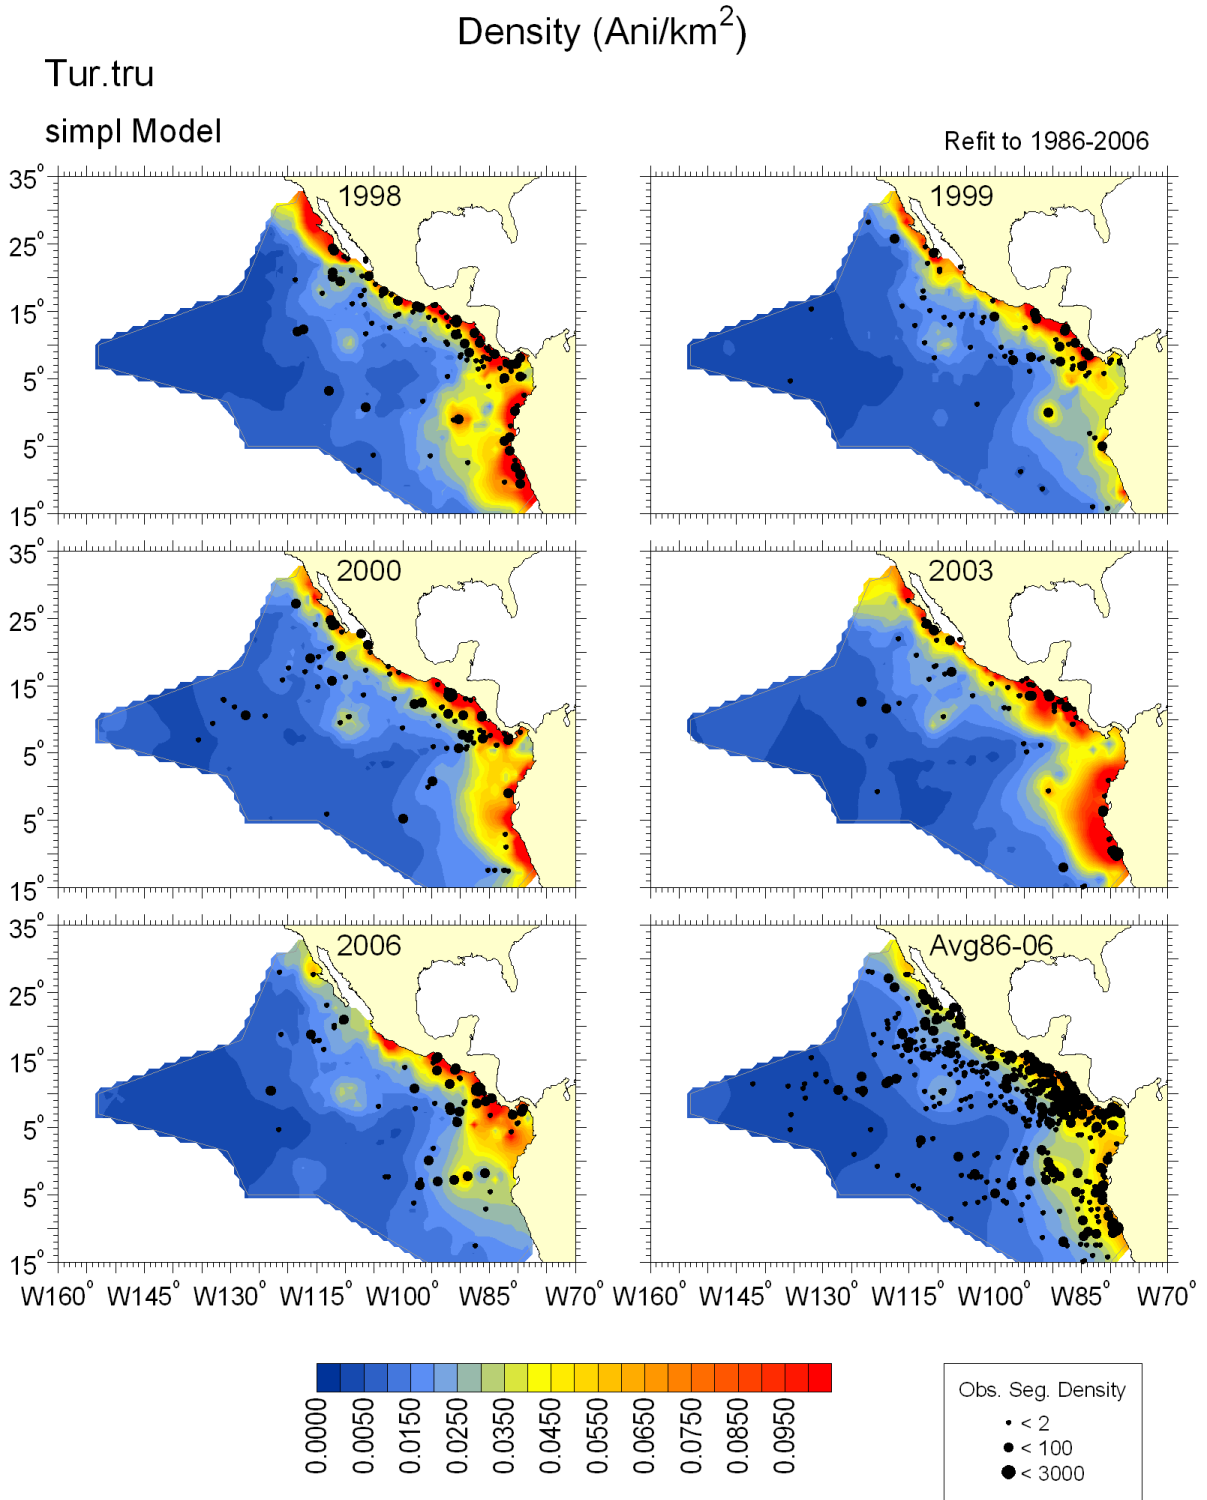 Density (Ani/km²)
Tur.tru
simpl Model
Refit to 1986-2006
1998
1999
35°
25°
15°
5°
5°
15°
2000
2003
35°
25°
15°
5°
5°
15°
2006
Avg86-06
35°
25°
15°
5°
5°
15°
W160° W145° W130° W115° W100° W85° W70°
W160° W145° W130° W115° W100° W85° W70°
0.0000 0.0050 0.0150 0.0250 0.0350 0.0450 0.0550 0.0650 0.0750 0.0850 0.0950
Obs. Seg. Density
< 2
< 100
< 3000